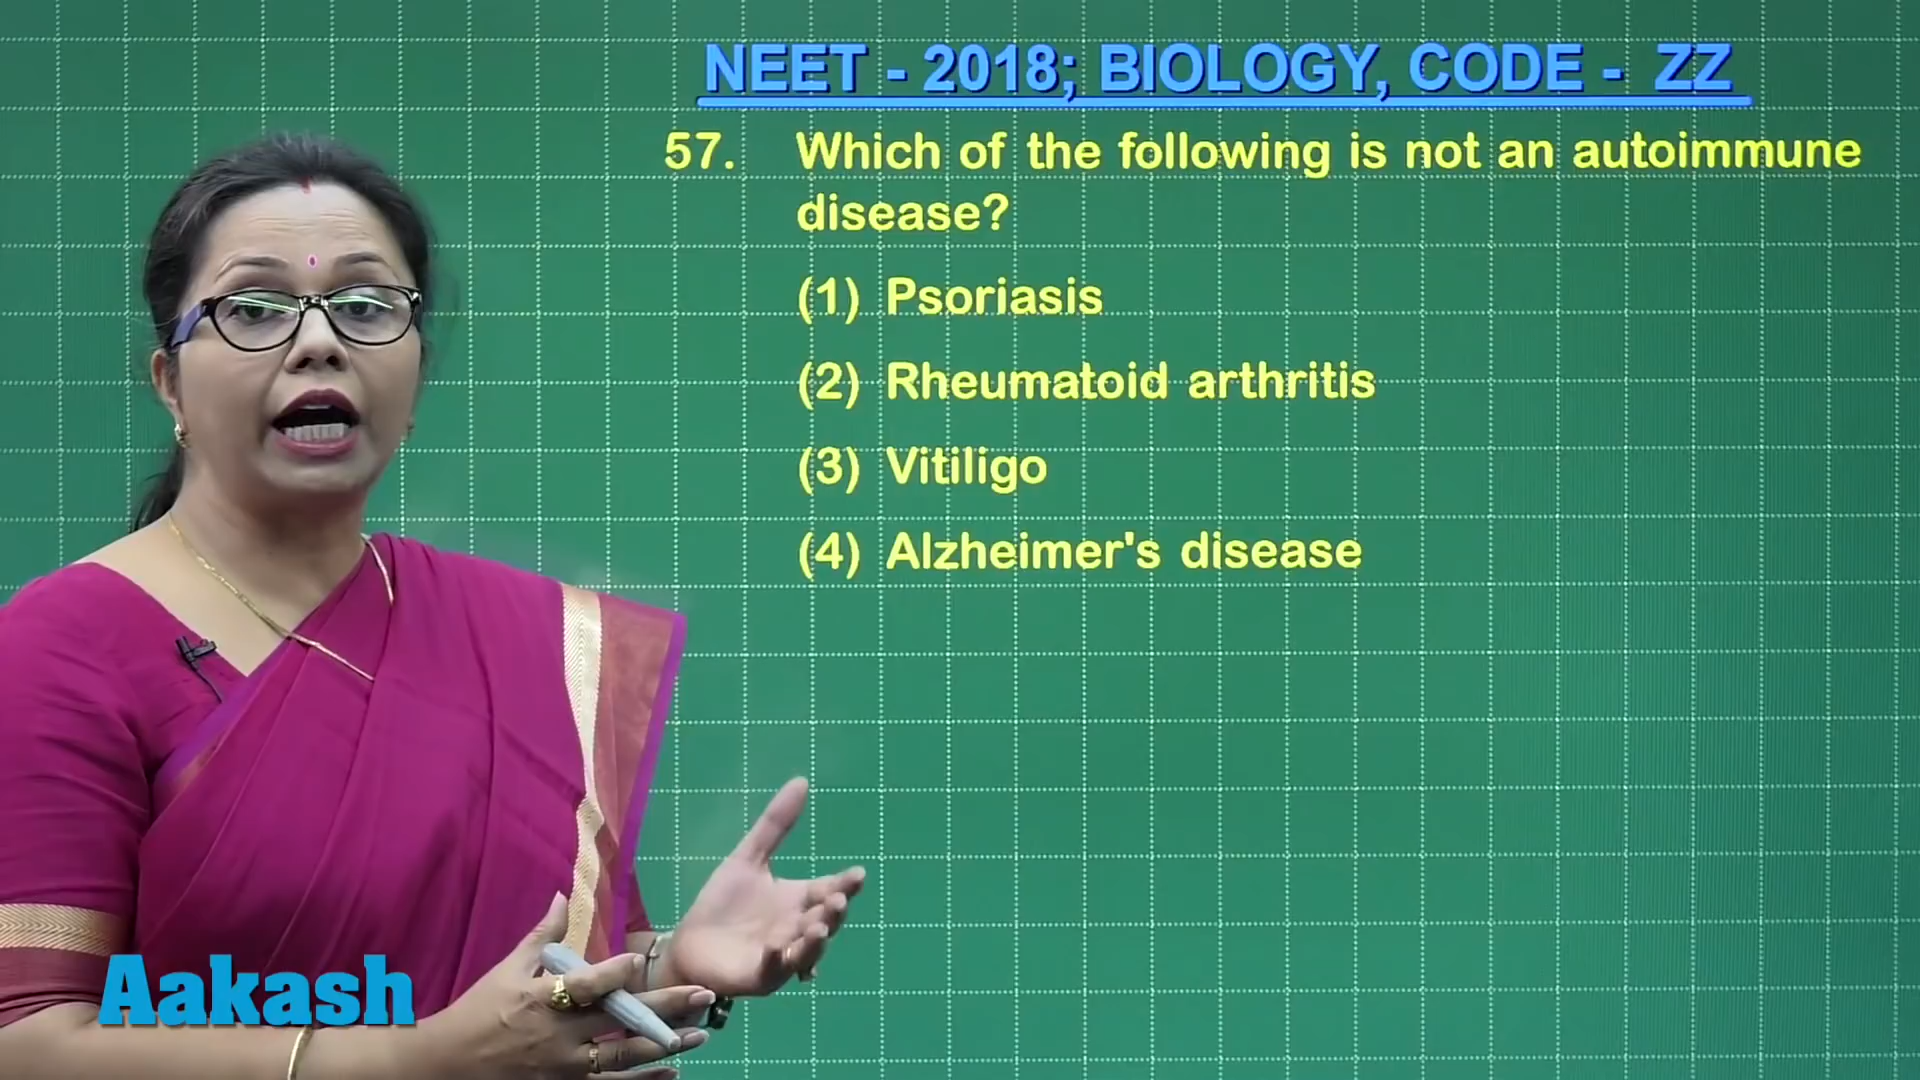 NEET - 2018; BIOLOGY, CODE - ZZ
57. Which of the following is not an autoimmune
disease?
(1) Psoriasis
(2) Rheumatoid arthritis
(3) Vitiligo
(4) Alzheimer's disease
Aakash